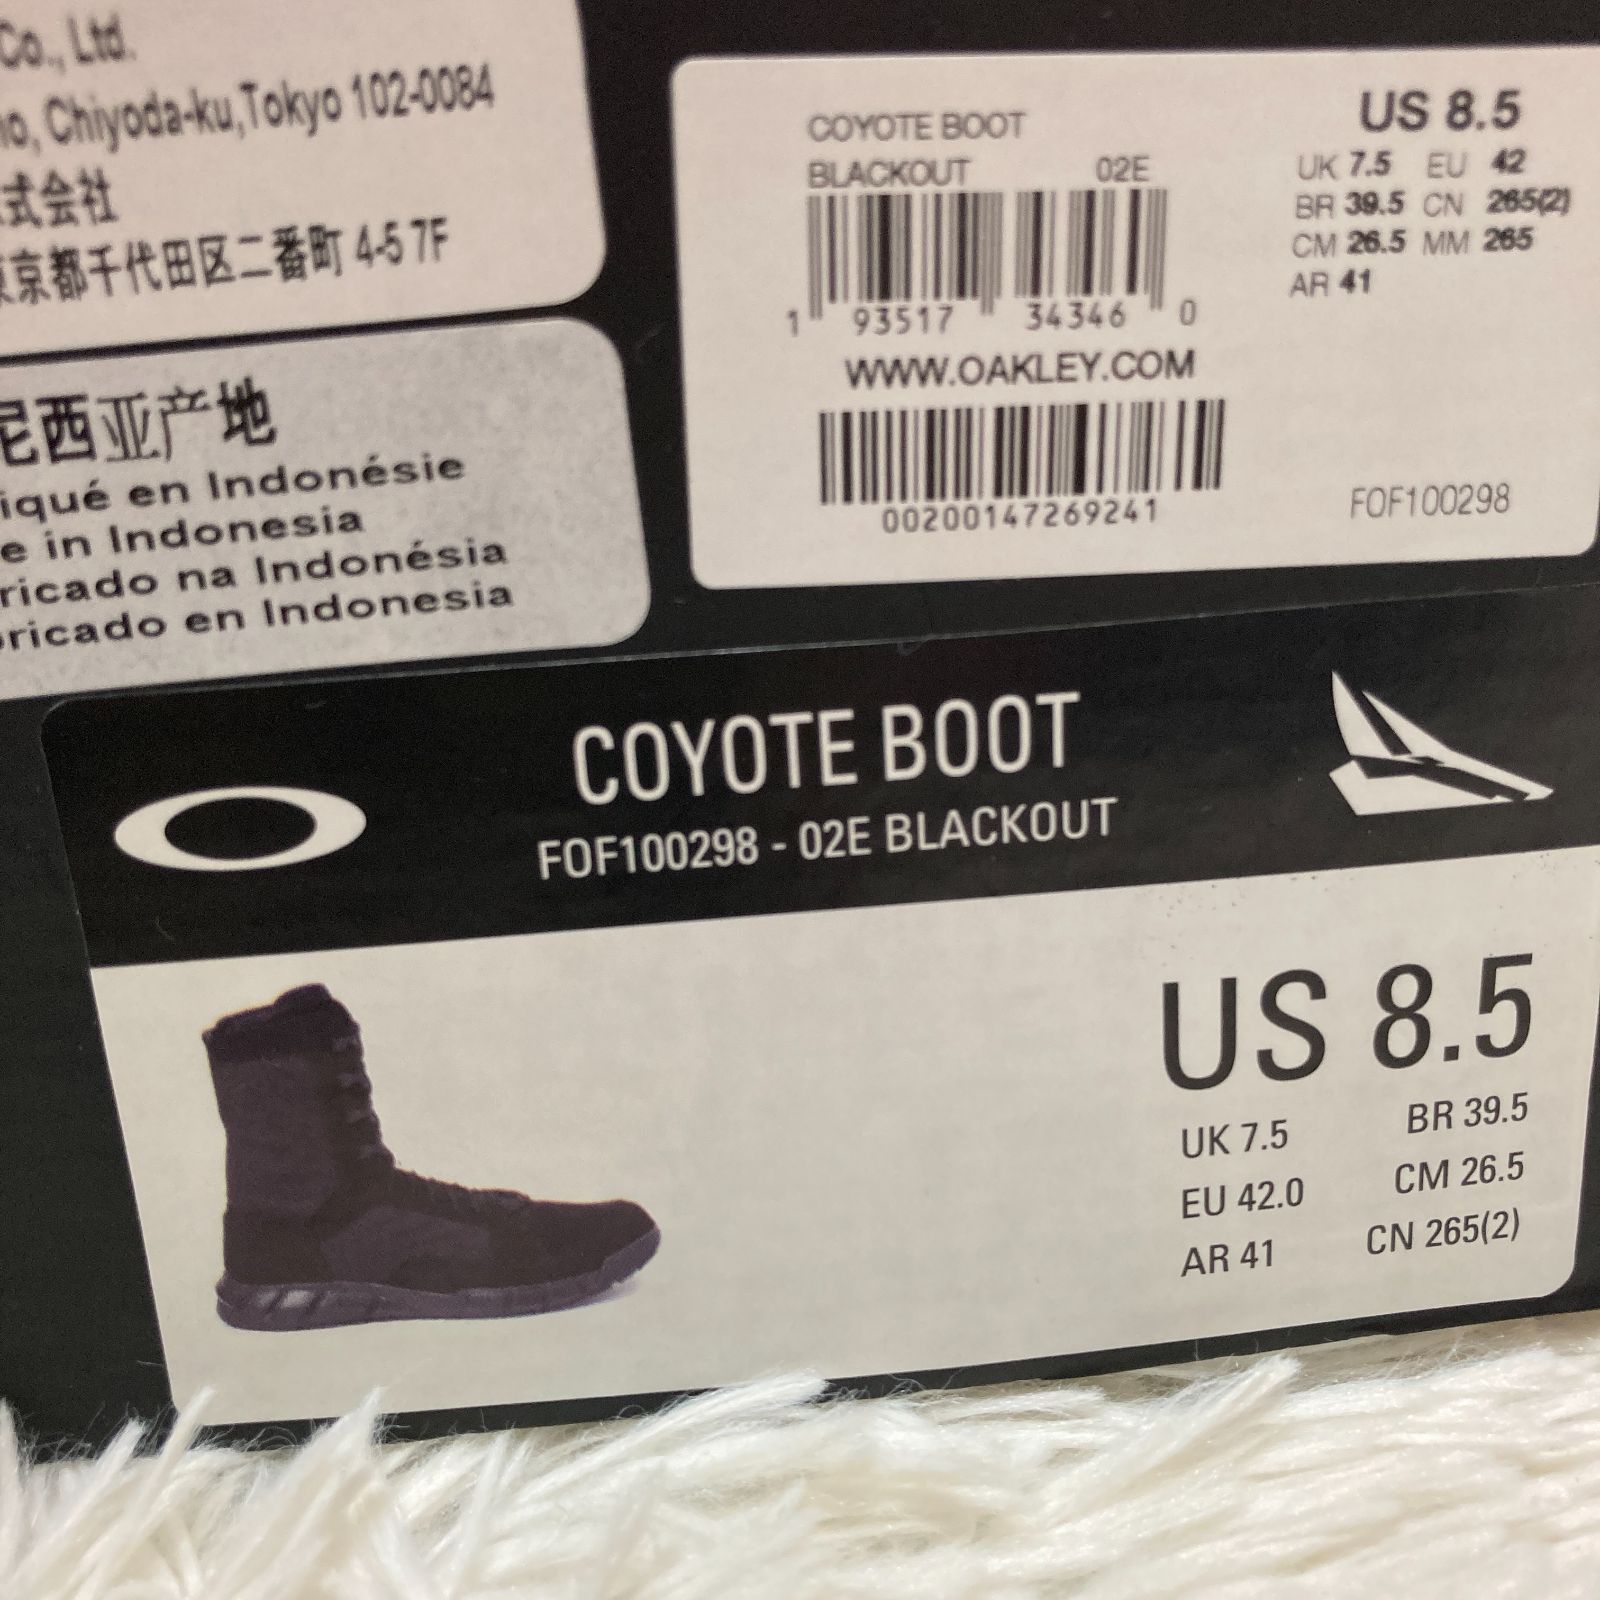 Co., Ltd.
Chiyoda-ku,Tokyo 102-0084
式会社
京都千代田区二番町 4-5 7F
尼西亚产地
iqué en Indonésie
e in Indonesia
ricado na Indonésia
ricado en Indonesia
COYOTE BOOT
BLACKOUT 02E
1 93517 34346 0
WWW.OAKLEY.COM
00200147269241
US 8.5
UK 7.5 EU 42
BR 39.5 CN 265(2)
CM 26.5 MM 265
AR 41
FOF100298
COYOTE BOOT
FOF100298 - 02E BLACKOUT
US 8.5
UK 7.5 BR 39.5
EU 42.0 CM 26.5
AR 41 CN 265(2)